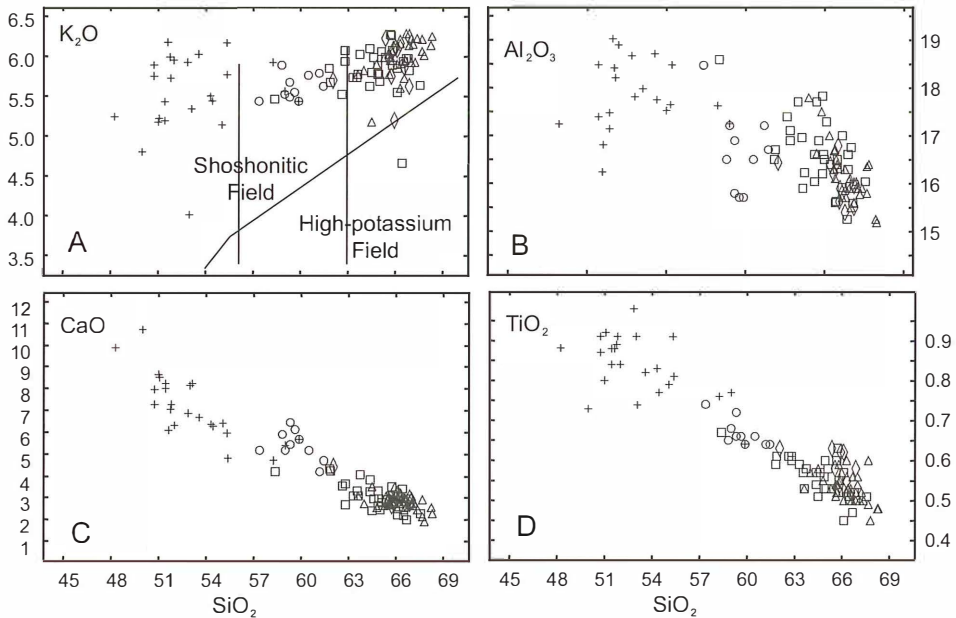 6.5
6.0
5.5
5.0
4.5
4.0
3.5
K₂O
Shoshonitic
Field
High-potassium
Field
A
Al₂O₃
19
18
17
16
15
B
12
11
10
9
8
7
6
5
4
3
2
1
CaO
C
45 48 51 54 57 60 63 66 69
SiO₂
TiO₂
0.9
0.8
0.7
0.6
0.5
0.4
D
45 48 51 54 57 60 63 66 69
SiO₂